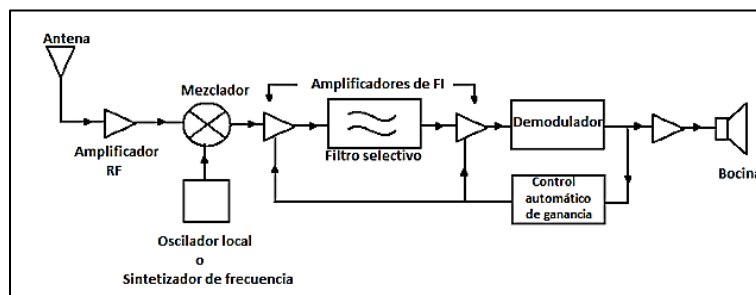 Antena
Amplificadores de FI
Mezclador
Demodulador
Filtro selectivo
Amplificador
RF
Bocina
Control
automático
de ganancia
Oscilador local
o
Sintetizador de frecuencia